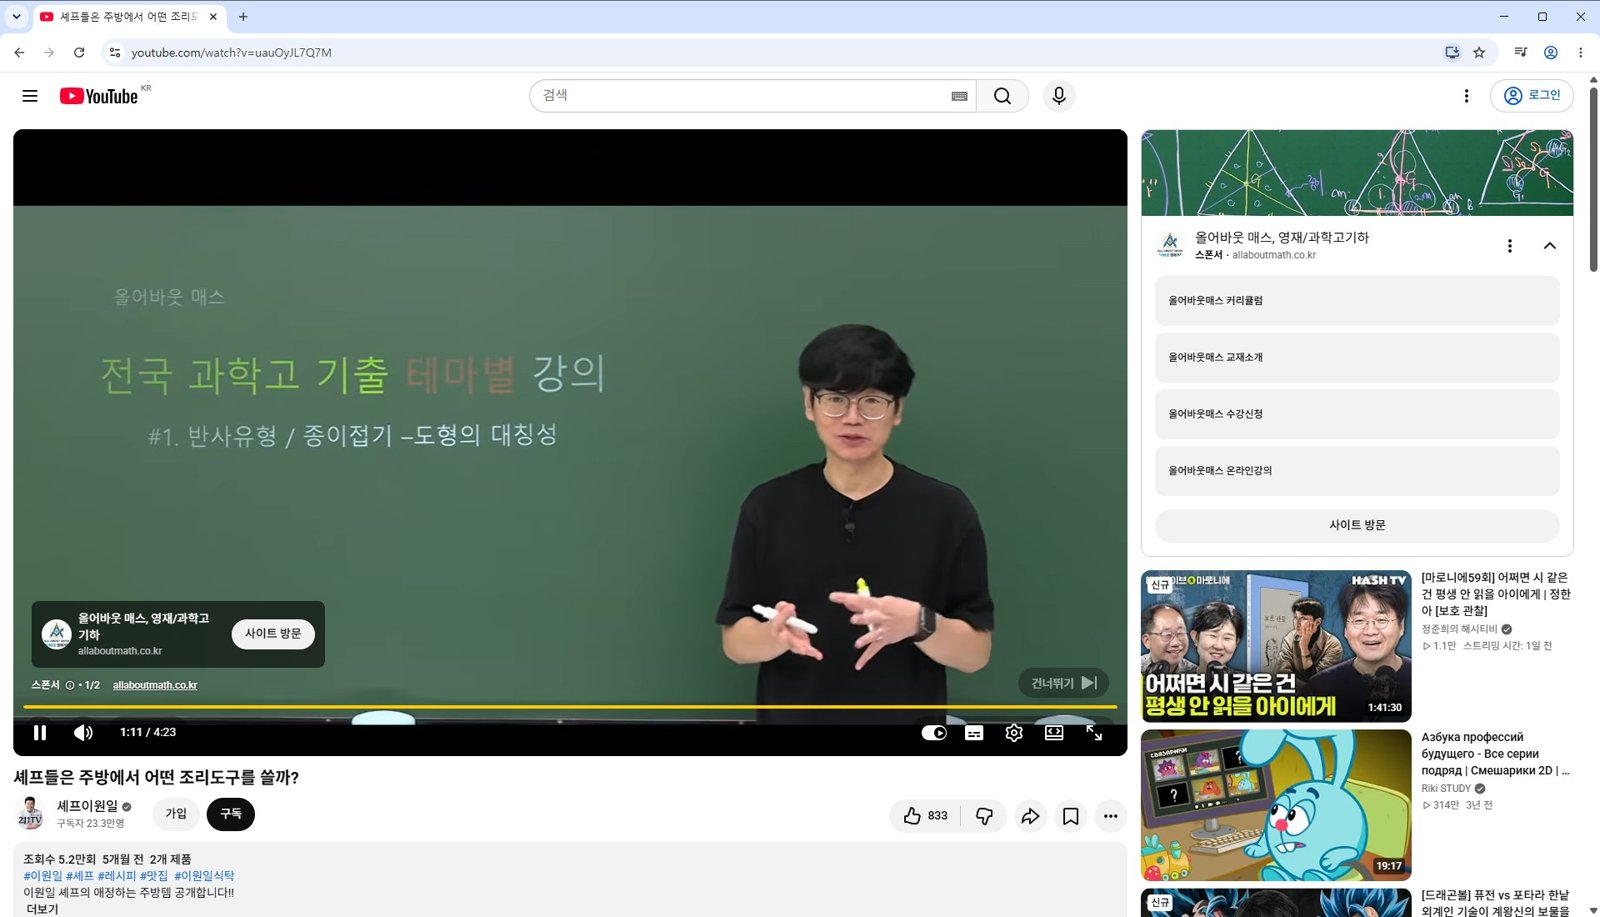 셰프들은 주방에서 어떤 조리도
youtube.com/watch?v=uauOyJL7Q7M
YouTube KR
검색
로그인
올어바웃 매스
전국 과학고 기출 테마별 강의
#1. 반사유형 / 종이접기 –도형의 대칭성
올어바웃 매스, 영재/과학고
기하
allaboutmath.co.kr
사이트 방문
스폰서 · 1/2 allaboutmath.co.kr
건너뛰기
1:11 / 4:23
셰프들은 주방에서 어떤 조리도구를 쓸까?
셰프이원일
구독자 23.3만명
가입
구독
833
조회수 5.2만회 5개월 전 2개 제품
#이원일 #셰프 #레시피 #맛집 #이원일식탁
이원일 셰프의 애정하는 주방템 공개합니다!!
더보기
올어바웃 매스, 영재/과학고기하
스폰서 · allaboutmath.co.kr
올어바웃매스 커리큘럼
올어바웃매스 교재소개
올어바웃매스 수강신청
올어바웃매스 온라인강의
사이트 방문
신규
HASH TV
어쩌면 시 같은 건
평생 안 읽을 아이에게
1:41:30
[마로니에59회] 어쩌면 시 같은
건 평생 안 읽을 아이에게 | 정한
아 [보호 관찰]
정준희의 해시티비
1.1만 스트리밍 시간: 1일 전
19:17
Азбука профессий
будущего - Все серии
подряд | Смешарики 2D | ...
Riki STUDY
314만 3년 전
신규
[드래곤볼] 퓨전 vs 포타라 한낱
외계인 기술이 계왕신의 보물을